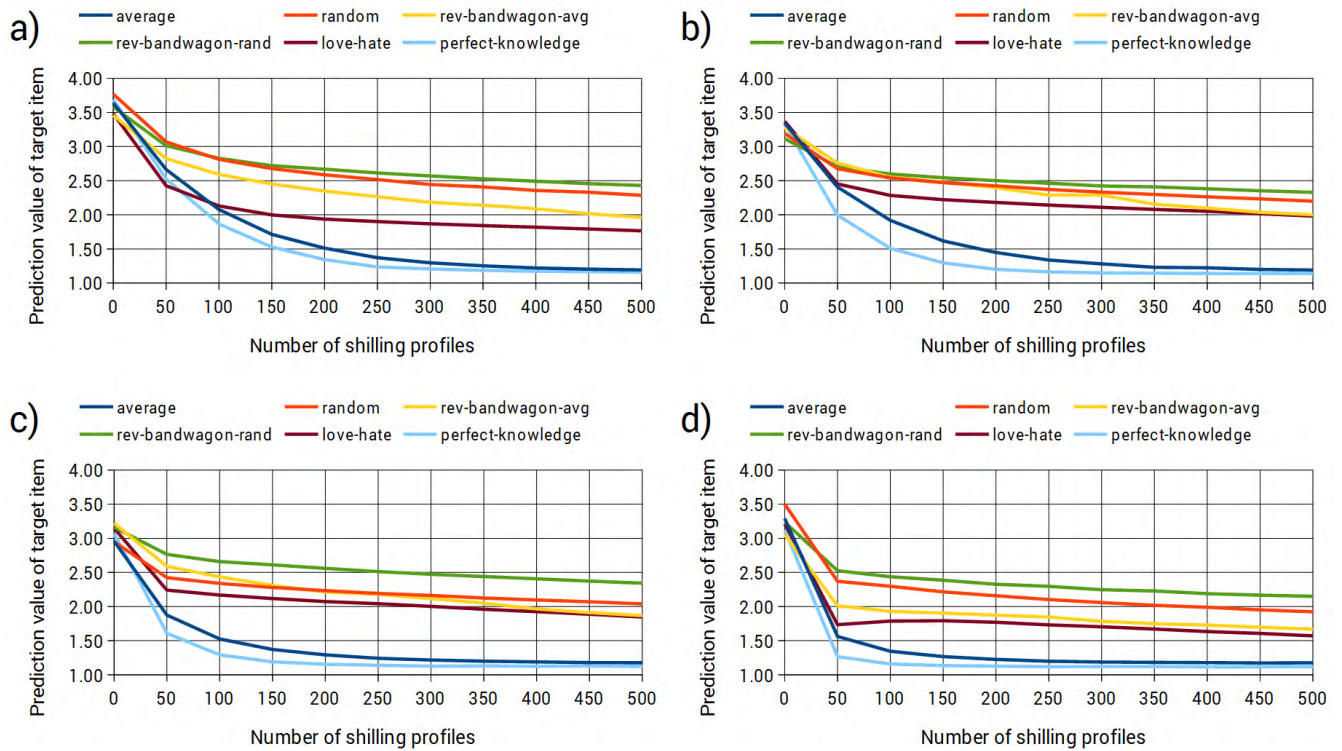 a)
average random rev-bandwagon-avg
rev-bandwagon-rand love-hate perfect-knowledge
Prediction value of target item
4.00
3.50
3.00
2.50
2.00
1.50
1.00
0 50 100 150 200 250 300 350 400 450 500
Number of shilling profiles
b)
average random rev-bandwagon-avg
rev-bandwagon-rand love-hate perfect-knowledge
Prediction value of target item
4.00
3.50
3.00
2.50
2.00
1.50
1.00
0 50 100 150 200 250 300 350 400 450 500
Number of shilling profiles
c)
average random rev-bandwagon-avg
rev-bandwagon-rand love-hate perfect-knowledge
Prediction value of target item
4.00
3.50
3.00
2.50
2.00
1.50
1.00
0 50 100 150 200 250 300 350 400 450 500
Number of shilling profiles
d)
average random rev-bandwagon-avg
rev-bandwagon-rand love-hate perfect-knowledge
Prediction value of target item
4.00
3.50
3.00
2.50
2.00
1.50
1.00
0 50 100 150 200 250 300 350 400 450 500
Number of shilling profiles